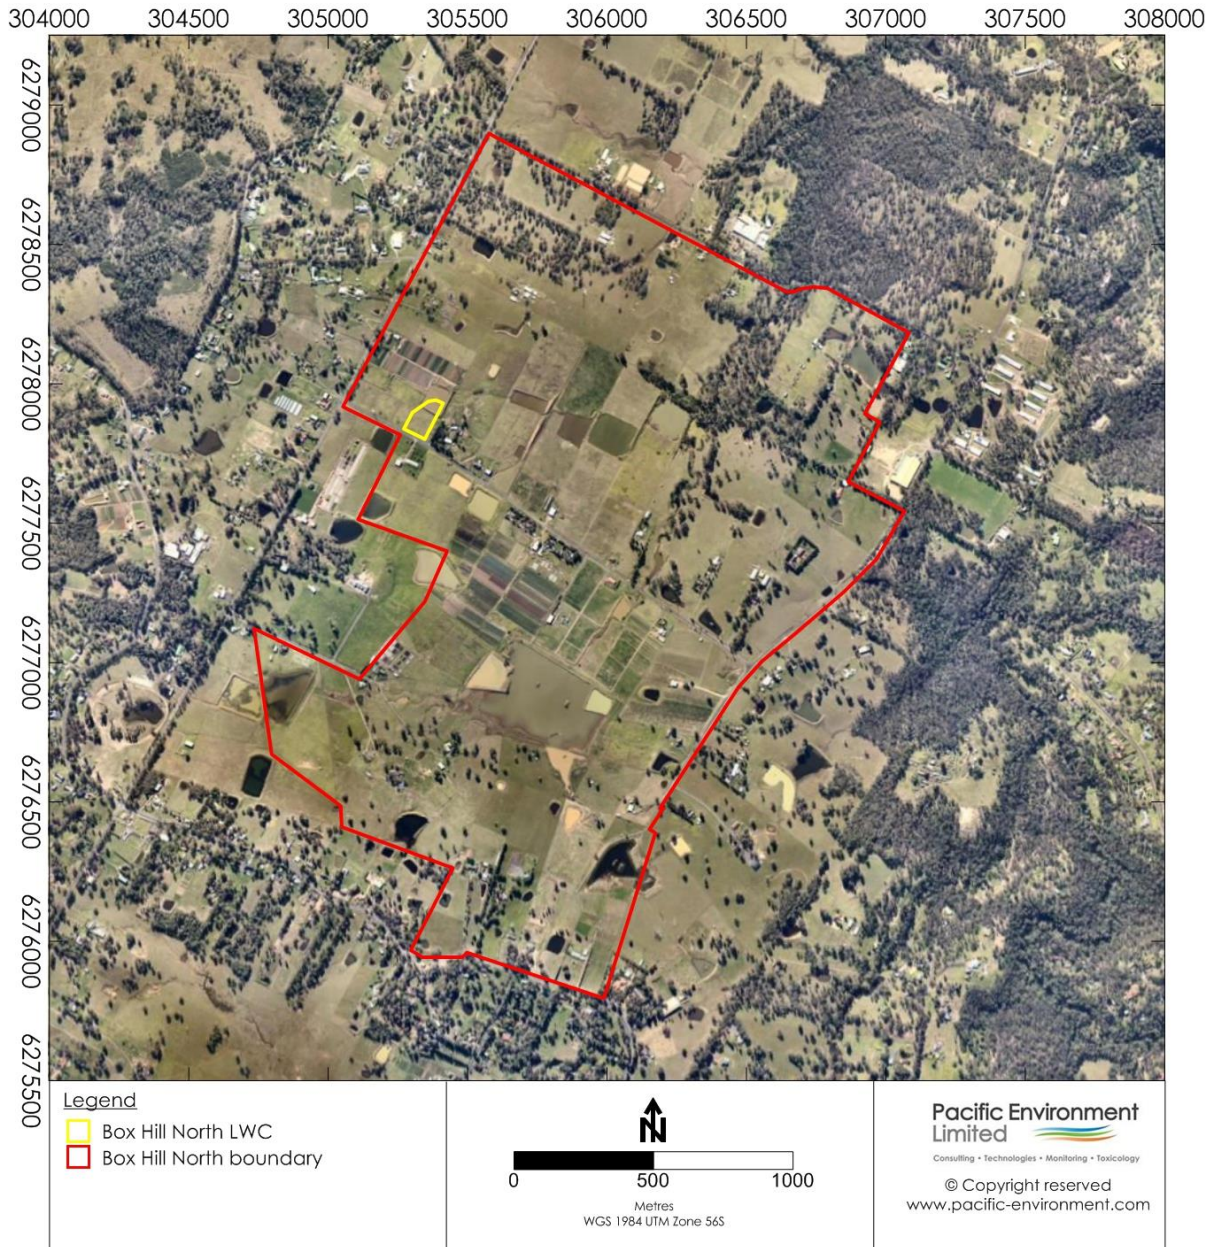 304000 304500 305000 305500 306000 306500 307000 307500 308000
6279000
6278500
6278000
6277500
6277000
6276500
6276000
6275500
Legend
Box Hill North LWC
Box Hill North boundary
N
0 500 1000
Metres
WGS 1984 UTM Zone 56S
Pacific Environment
Limited
Consulting • Technologies • Monitoring • Toxicology
© Copyright reserved
www.pacific-environment.com